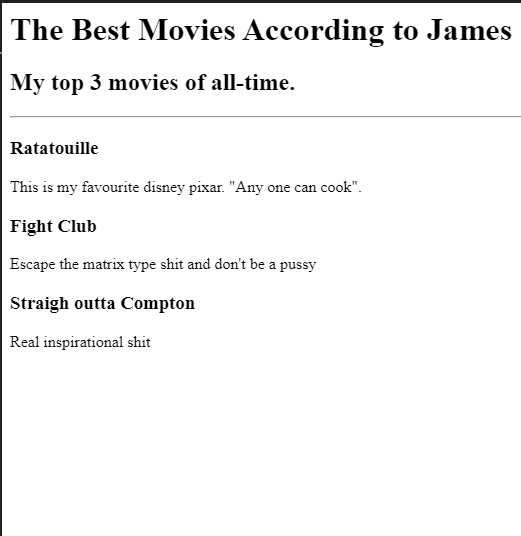 The Best Movies According to James
My top 3 movies of all-time.
Ratatouille
This is my favourite disney pixar. "Any one can cook".
Fight Club
Escape the matrix type shit and don't be a pussy
Straigh outta Compton
Real inspirational shit